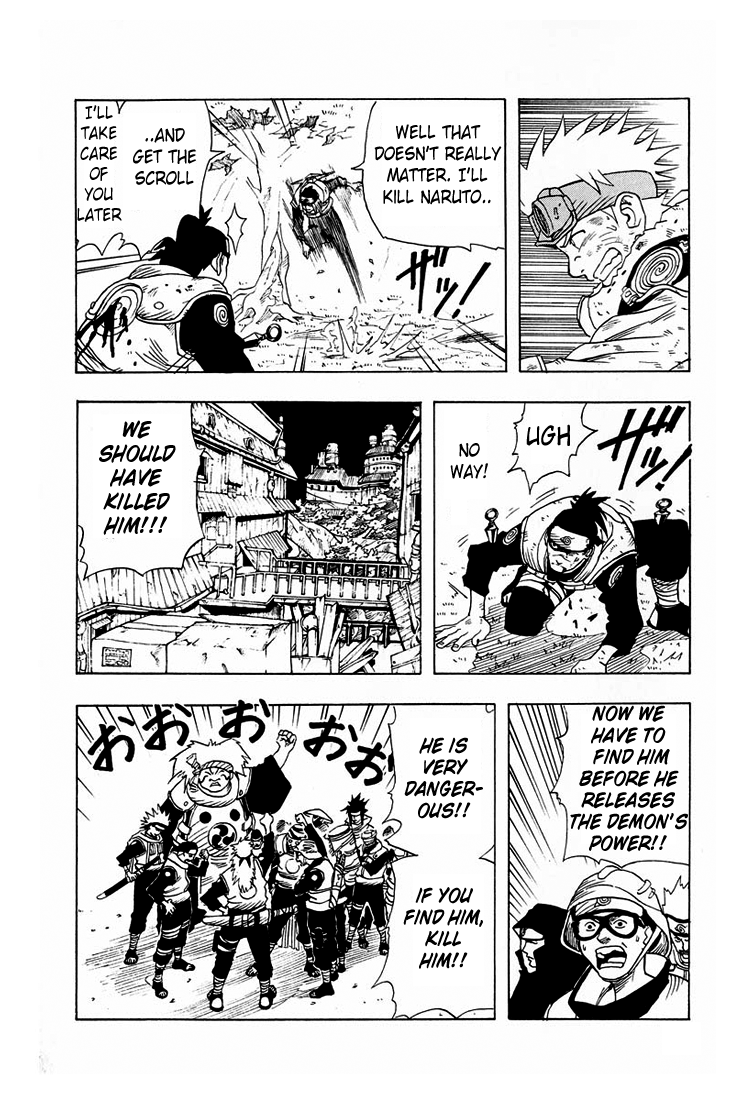 WELL THAT
DOESN'T REALLY
MATTER. I'LL
KILL NARUTO..
..AND
GET THE
SCROLL
I'LL
TAKE
CARE
OF
YOU
LATER
ガッ!
ガッ!
UGH
NO
WAY!
WE
SHOULD
HAVE
KILLED
HIM!!!
NOW WE
HAVE TO
FIND HIM
BEFORE HE
RELEASES
THE DEMON'S
POWER!!
HE IS
VERY
DANGER-
OUS!!
IF YOU
FIND HIM,
KILL
HIM!!
おおおおお